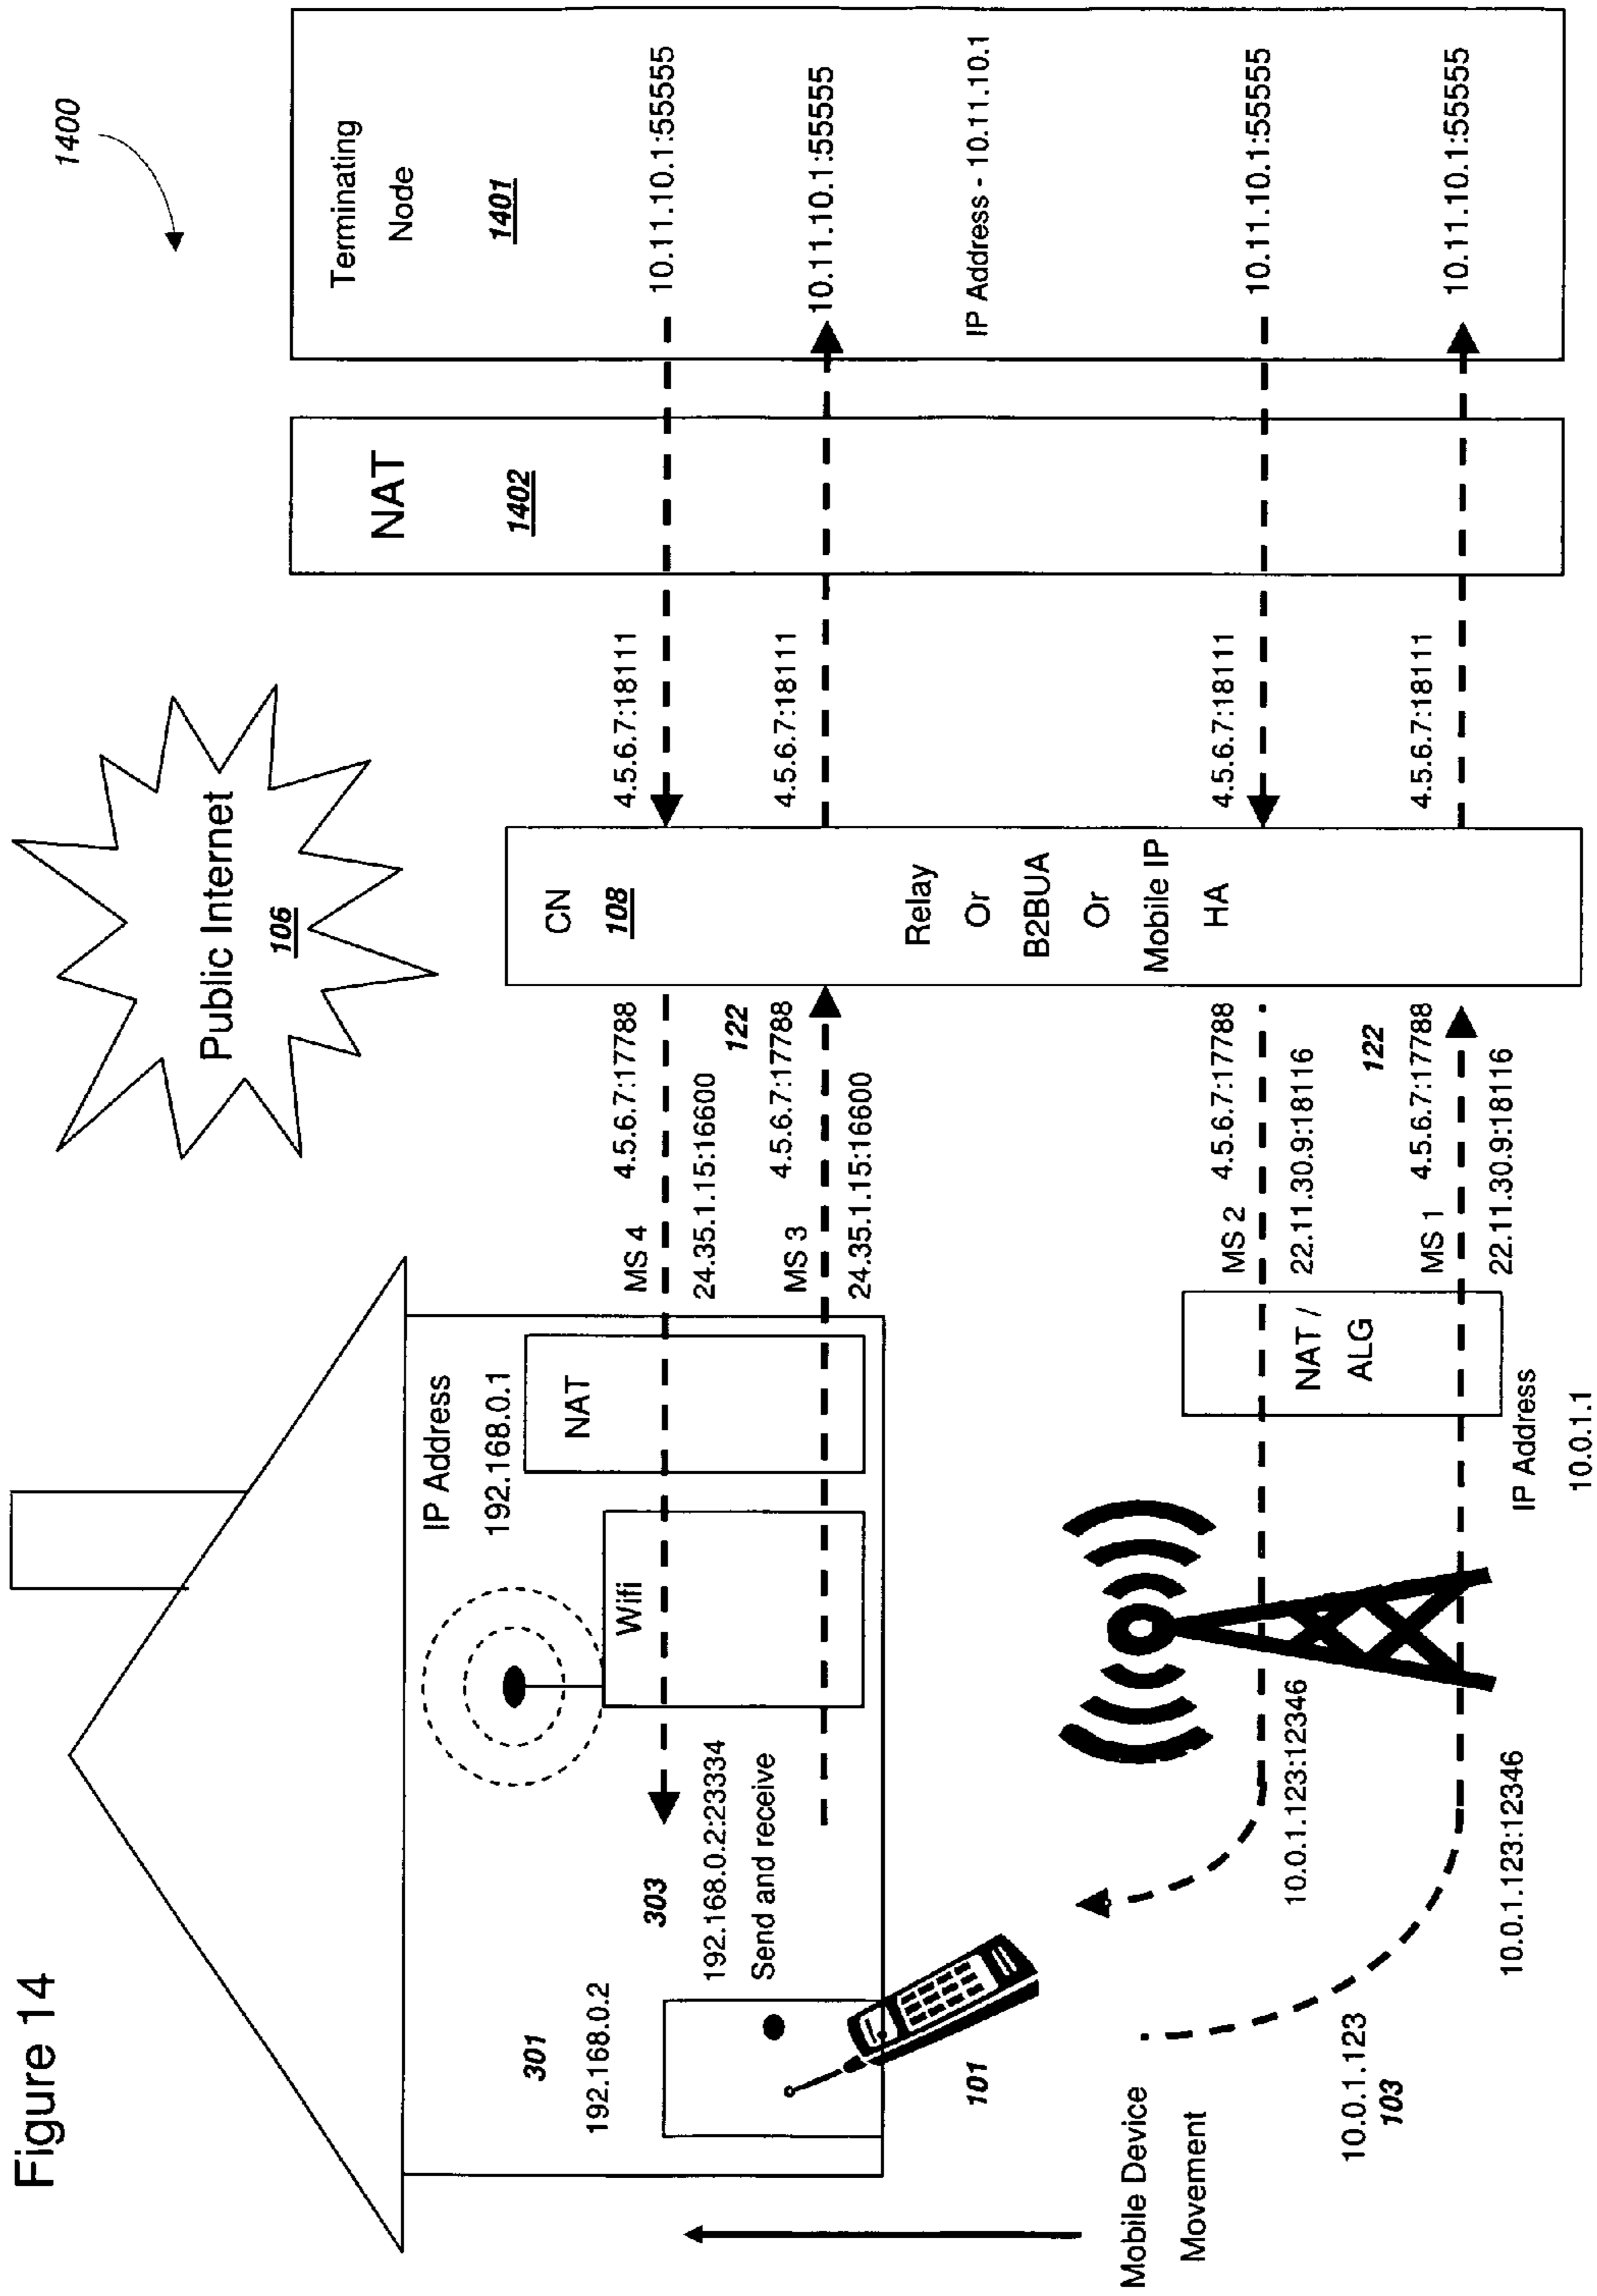 Figure 14
1400
Public Internet
106
Terminating
Node
1401
NAT
1402
CN
108
Relay
Or
B2BUA
Or
Mobile IP
HA
IP Address
192.168.0.1
NAT
Wifi
301
192.168.0.2
303
192.168.0.2:23334
Send and receive
101
MS 4
4.5.6.7:17788
24.35.1.15:16600
122
MS 3
4.5.6.7:17788
24.35.1.15:16600
4.5.6.7:18111
10.11.10.1:55555
4.5.6.7:18111
10.11.10.1:55555
IP Address - 10.11.10.1
Mobile Device
Movement
10.0.1.123
103
10.0.1.123:12346
10.0.1.123:12346
NAT /
ALG
IP Address
10.0.1.1
MS 2
4.5.6.7:17788
22.11.30.9:18116
122
MS 1
4.5.6.7:17788
22.11.30.9:18116
4.5.6.7:18111
10.11.10.1:55555
4.5.6.7:18111
10.11.10.1:55555